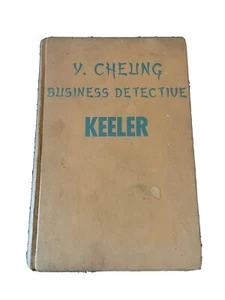 Y. CHEUNG
BUSINESS DETECTIVE
KEELER